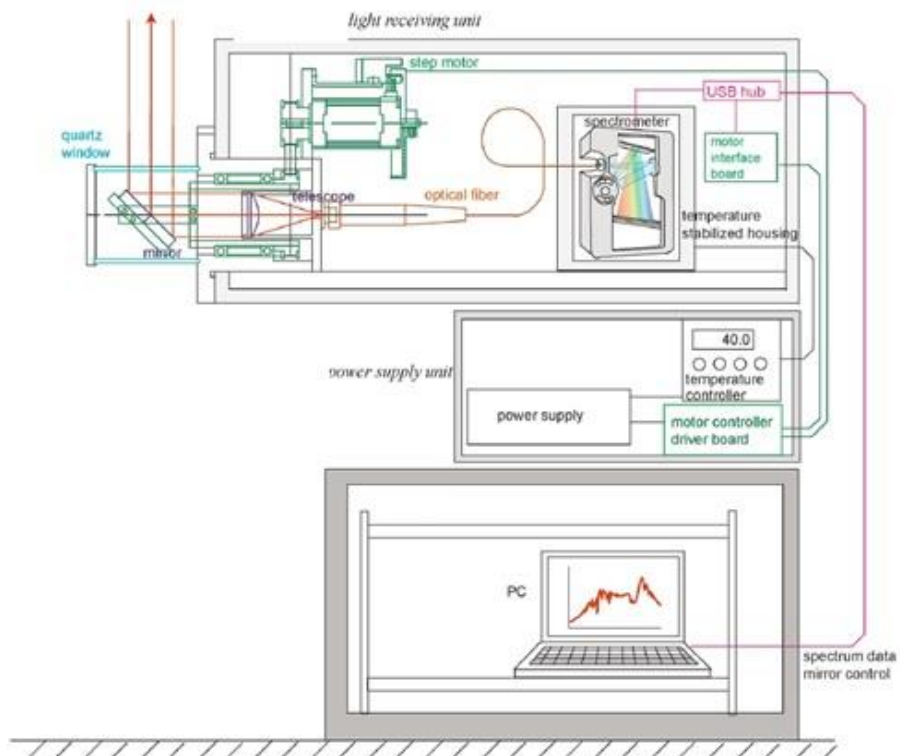 light receiving unit
step motor
USB hub
spectrometer
quartz
window
motor
interface
board
telescope
optical fiber
temperature
stabilized housing
mirror
40.0
power supply unit
temperature
controller
power supply
motor controller
driver board
PC
spectrum data
mirror control